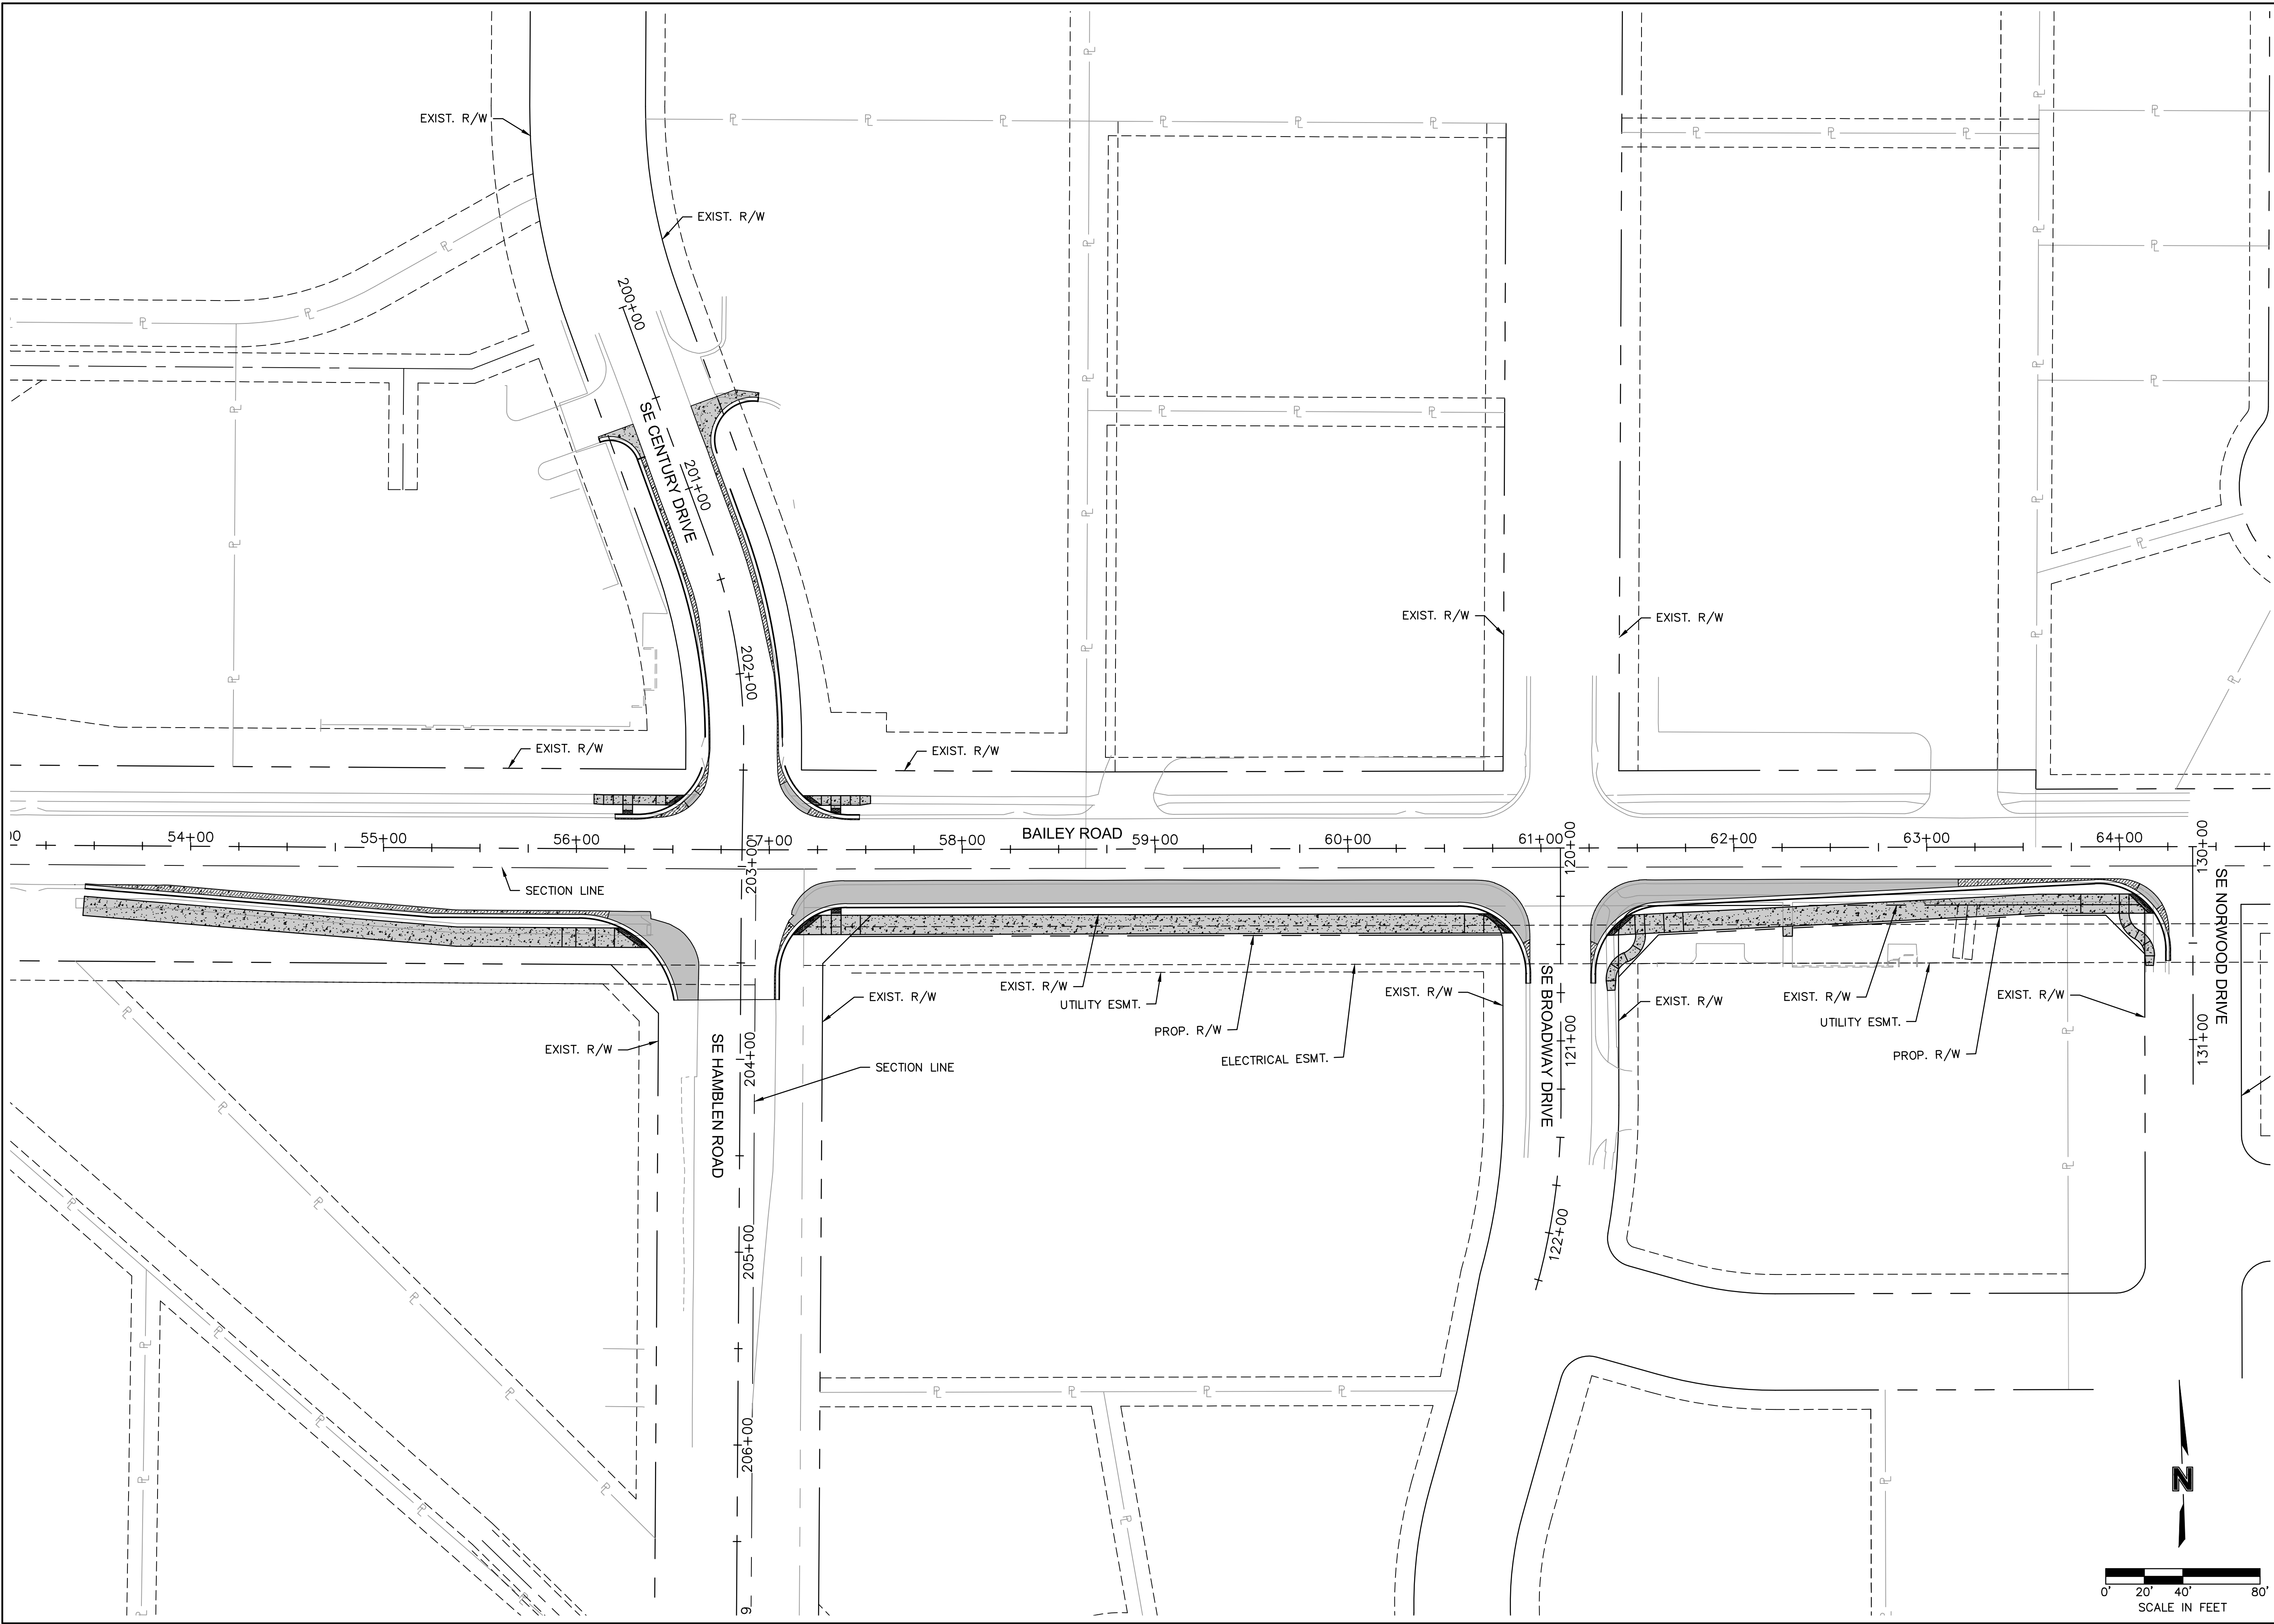 EXIST. R/W
EXIST. R/W
200+00
SE CENTURY DRIVE
201+00
EXIST. R/W
EXIST. R/W
202+00
EXIST. R/W
EXIST. R/W
54+00
55+00
56+00
57+00
58+00
BAILEY ROAD
59+00
60+00
61+00
62+00
63+00
64+00
203+00
120+00
130+00
SECTION LINE
SE NORWOOD DRIVE
EXIST. R/W
EXIST. R/W
UTILITY ESMT.
PROP. R/W
ELECTRICAL ESMT.
EXIST. R/W
SE BROADWAY DRIVE
EXIST. R/W
EXIST. R/W
UTILITY ESMT.
PROP. R/W
EXIST. R/W
131+00
EXIST. R/W
SE HAMBLEN ROAD
204+00
SECTION LINE
121+00
205+00
122+00
206+00
N
0' 20' 40' 80'
SCALE IN FEET